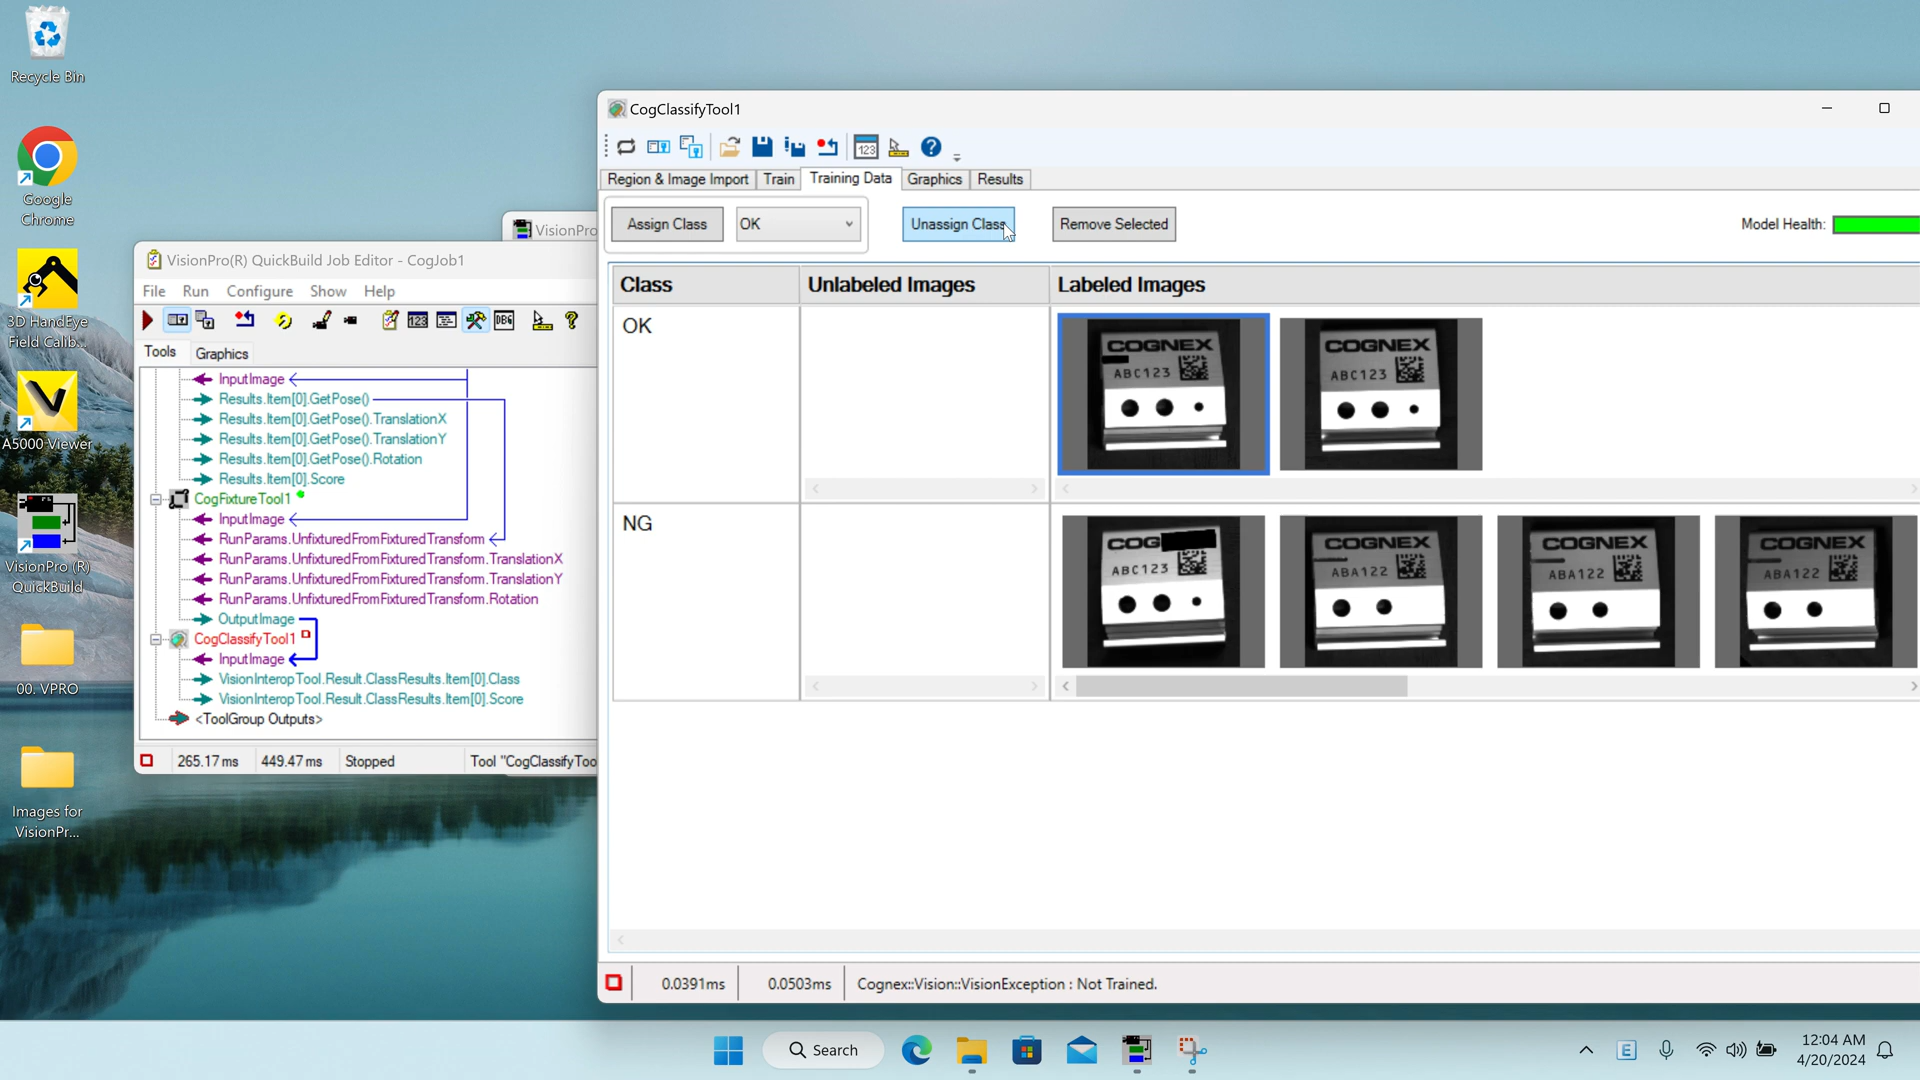 Recycle Bin
Google
Chrome
3D HandEye
Field Calib...
A5000 Viewer
VisionPro (R)
QuickBuild
00. VPRO
Images for
VisionPr...
VisionPro
VisionPro(R) QuickBuild Job Editor - CogJob1
File Run Configure Show Help
123 DBG
Tools Graphics
InputImage
Results.Item[0].GetPose()
Results.Item[0].GetPose().TranslationX
Results.Item[0].GetPose().TranslationY
Results.Item[0].GetPose().Rotation
Results.Item[0].Score
CogFixtureTool1
InputImage
RunParams.UnfixturedFromFixturedTransform
RunParams.UnfixturedFromFixturedTransform.TranslationX
RunParams.UnfixturedFromFixturedTransform.TranslationY
RunParams.UnfixturedFromFixturedTransform.Rotation
OutputImage
CogClassifyTool1
InputImage
VisionInteropTool.Result.ClassResults.Item[0].Class
VisionInteropTool.Result.ClassResults.Item[0].Score
<ToolGroup Outputs>
265.17 ms 449.47 ms Stopped Tool "CogClassifyToo
CogClassifyTool1
123
Region & Image Import Train Training Data Graphics Results
Assign Class OK Unassign Class Remove Selected Model Health:
Class Unlabeled Images Labeled Images
OK
COGNEX COGNEX
ABC123 ABC123
NG
COG COGNEX COGNEX COGNEX
ABC123 ABA122 ABA122 ABA122
0.0391ms 0.0503ms Cognex::Vision::VisionException : Not Trained.
Search
E
12:04 AM
4/20/2024